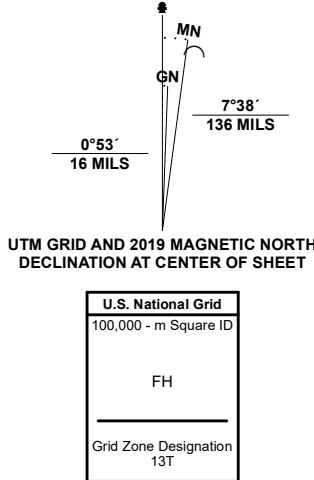 MN
GN
7°38´
136 MILS
0°53´
16 MILS
UTM GRID AND 2019 MAGNETIC NORTH
DECLINATION AT CENTER OF SHEET
U.S. National Grid
100,000 - m Square ID
FH
Grid Zone Designation
13T